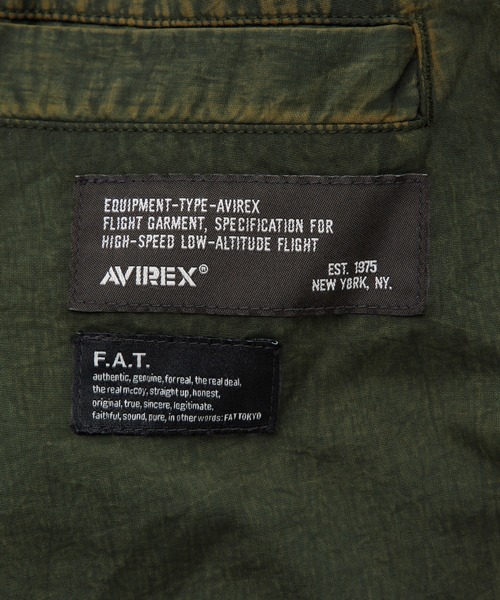 EQUIPMENT-TYPE-AVIREX
FLIGHT GARMENT, SPECIFICATION FOR
HIGH-SPEED LOW-ALTITUDE FLIGHT
AVIREX®
EST. 1975
NEW YORK, NY.
F.A.T.
authentic, genuine, for real, the real deal,
the real mccoy, straight up, honest,
original, true, sincere, legitimate,
faithful, sound, pure, in other words: FAT TOKYO